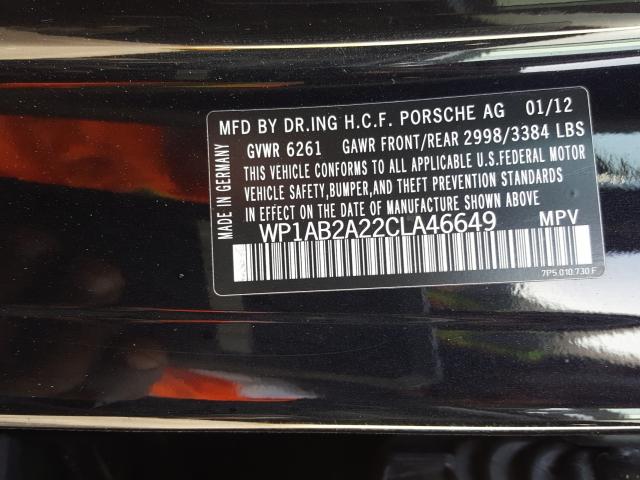 MFD BY DR.ING H.C.F. PORSCHE AG 01/12
GVWR 6261 GAWR FRONT/REAR 2998/3384 LBS
THIS VEHICLE CONFORMS TO ALL APPLICABLE U.S.FEDERAL MOTOR
VEHICLE SAFETY,BUMPER,AND THEFT PREVENTION STANDARDS
IN EFFECT ON THE DATE OF MANUFACTURE SHOWN ABOVE
WP1AB2A22CLA46649 MPV
7P5.010.730.F
MADE IN GERMANY